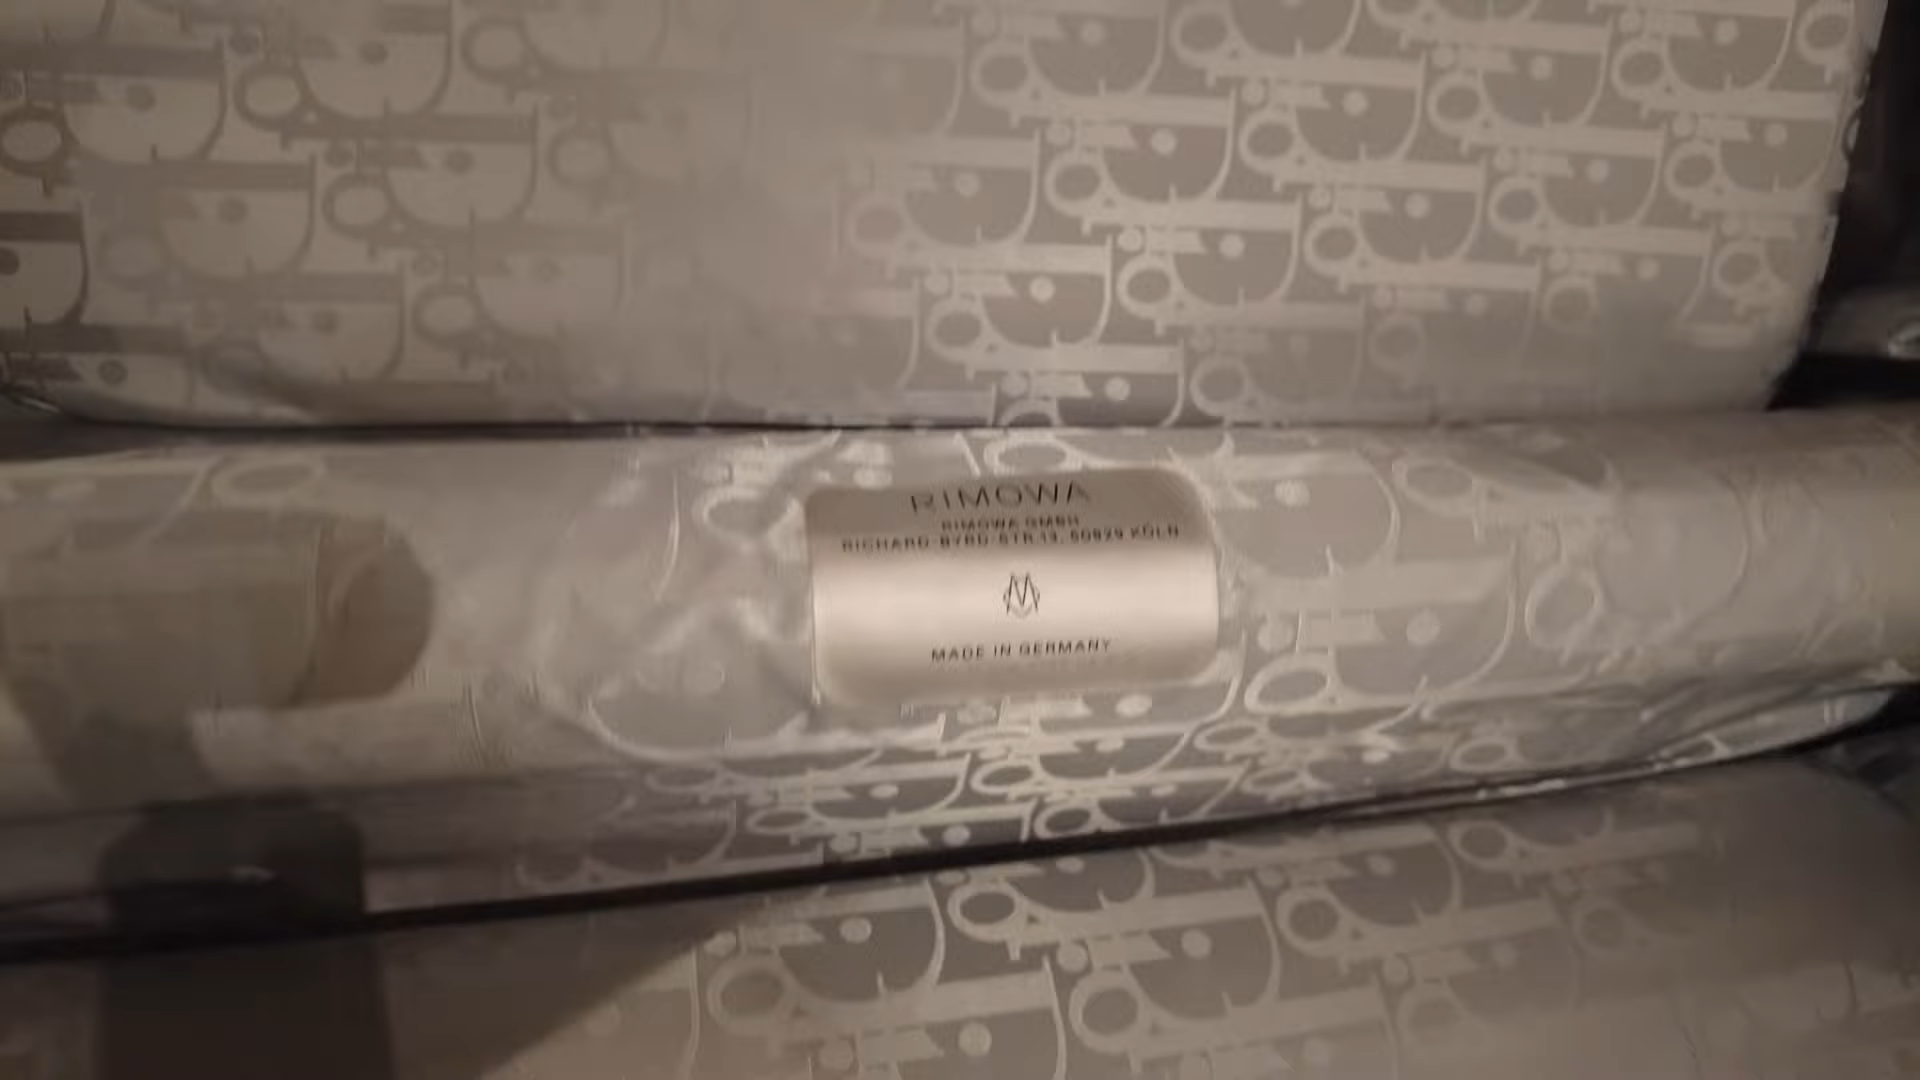 RIMOWA
RIMOWA GMBH
RICHARD-BYRD-STR.13, 50829 KÖLN
MADE IN GERMANY